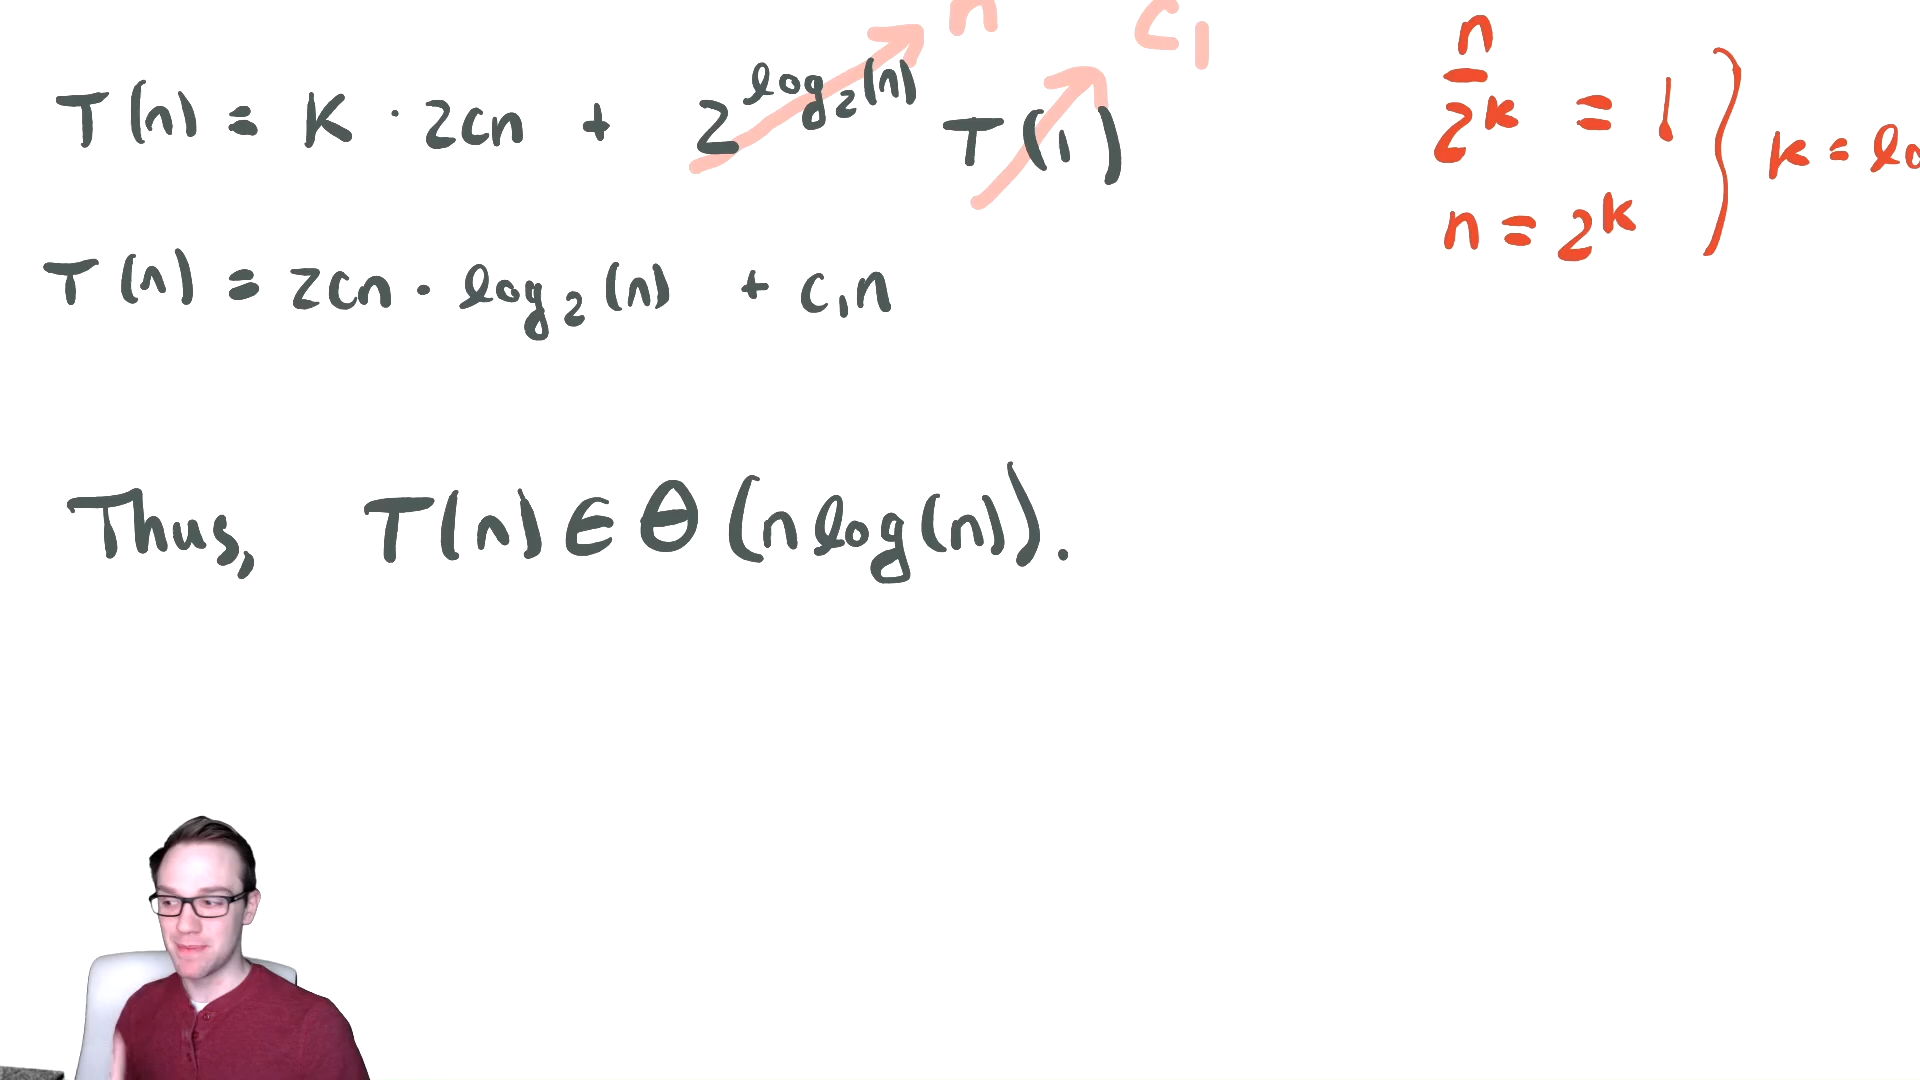 n c₁
T(n) = K · 2cn + 2^log₂(n) T(1)
T(n) = 2cn · log₂(n) + c₁n
Thus, T(n) ∈ Θ(n log(n)).
n/2^k = 1
n = 2^k
} k = lo